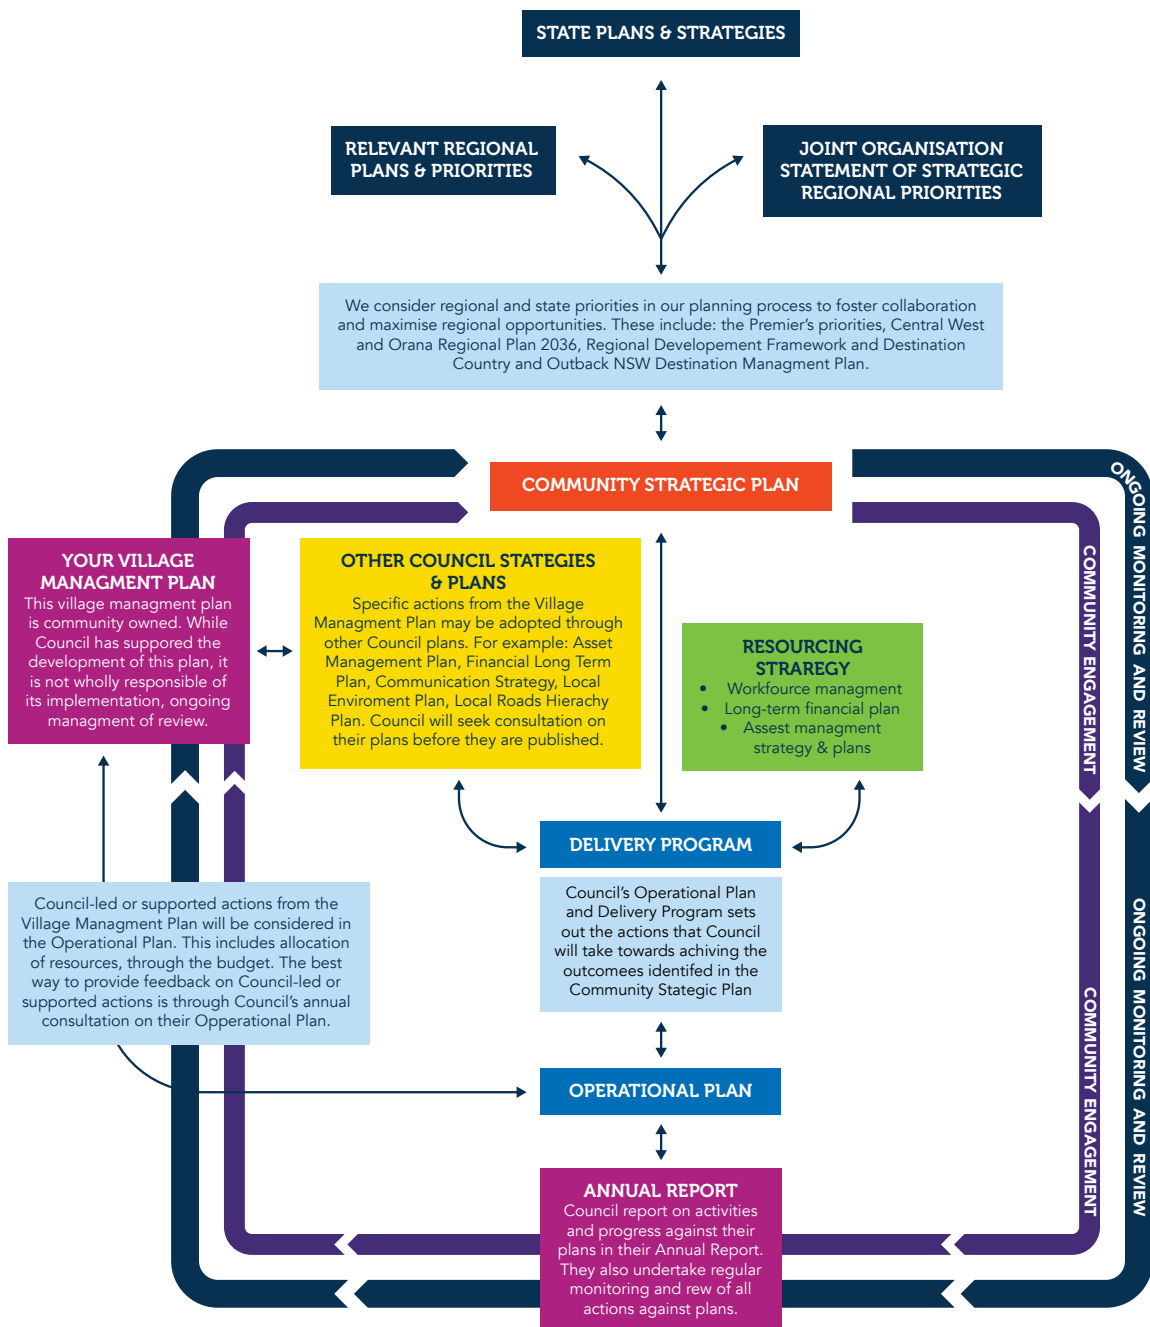 STATE PLANS & STRATEGIES
RELEVANT REGIONAL
PLANS & PRIORITIES
JOINT ORGANISATION
STATEMENT OF STRATEGIC
REGIONAL PRIORITIES
We consider regional and state priorities in our planning process to foster collaboration
and maximise regional opportunities. These include: the Premier's priorities, Central West
and Orana Regional Plan 2036, Regional Developement Framework and Destination
Country and Outback NSW Destination Managment Plan.
COMMUNITY STRATEGIC PLAN
ONGOING MONITORING AND REVIEW
COMMUNITY ENGAGEMENT
YOUR VILLAGE
MANAGMENT PLAN
This village managment plan
is community owned. While
Council has suppored the
development of this plan, it
is not wholly responsible of
its implementation, ongoing
managment of review.
OTHER COUNCIL STATEGIES
& PLANS
Specific actions from the Village
Managment Plan may be adopted through
other Council plans. For example: Asset
Management Plan, Financial Long Term
Plan, Communication Strategy, Local
Enviroment Plan, Local Roads Hierachy
Plan. Council will seek consultation on
their plans before they are published.
RESOURCING
STRAREGY
• Workfource managment
• Long-term financial plan
• Assest managment
strategy & plans
DELIVERY PROGRAM
Council's Operational Plan
and Delivery Program sets
out the actions that Council
will take towards achiving the
outcomees identifed in the
Community Stategic Plan
Council-led or supported actions from the
Village Managment Plan will be considered in
the Operational Plan. This includes allocation
of resources, through the budget. The best
way to provide feedback on Council-led or
supported actions is through Council's annual
consultation on their Opperational Plan.
ONGOING MONITORING AND REVIEW
COMMUNITY ENGAGEMENT
OPERATIONAL PLAN
ANNUAL REPORT
Council report on activities
and progress against their
plans in their Annual Report.
They also undertake regular
monitoring and rew of all
actions against plans.